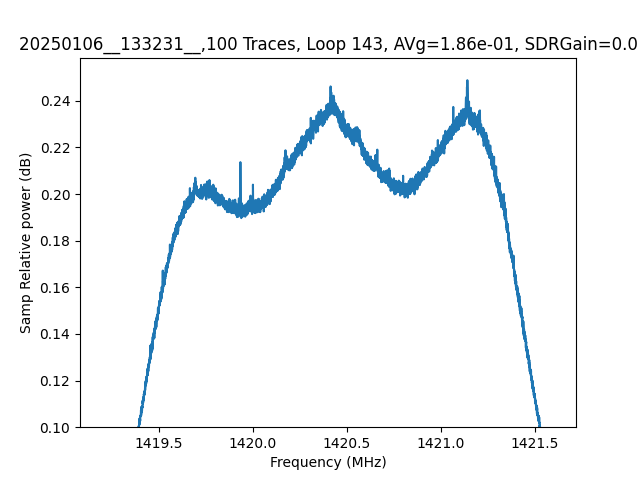 20250106__133231__,100 Traces, Loop 143, AVg=1.86e-01, SDRGain=0.0
0.24
0.22
0.20
0.18
0.16
0.14
0.12
0.10
Samp Relative power (dB)
1419.5 1420.0 1420.5 1421.0 1421.5
Frequency (MHz)